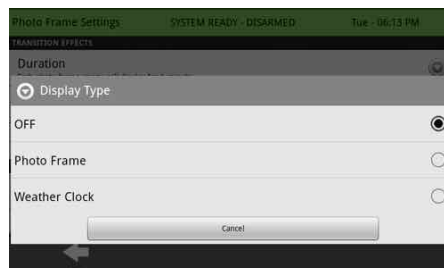 Photo Frame Settings SYSTEM READY - DISARMED Tue - 06:13 PM
TRANSITION EFFECTS
Duration
Display Type
OFF
Photo Frame
Weather Clock
Cancel